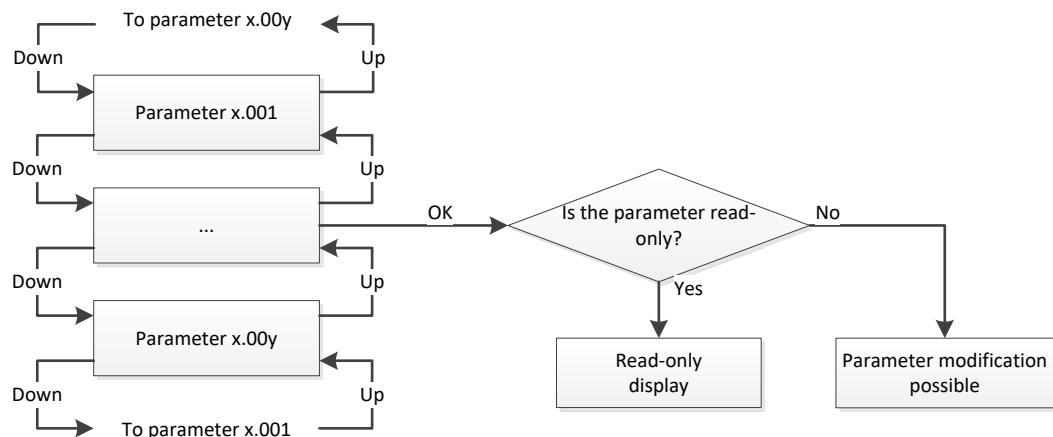 To parameter x.00y
Down
Up
Parameter x.001
Down
Up
...
OK
Is the parameter read-
only?
No
Down
Up
Yes
Parameter x.00y
Read-only
display
Parameter modification
possible
Down
Up
To parameter x.001